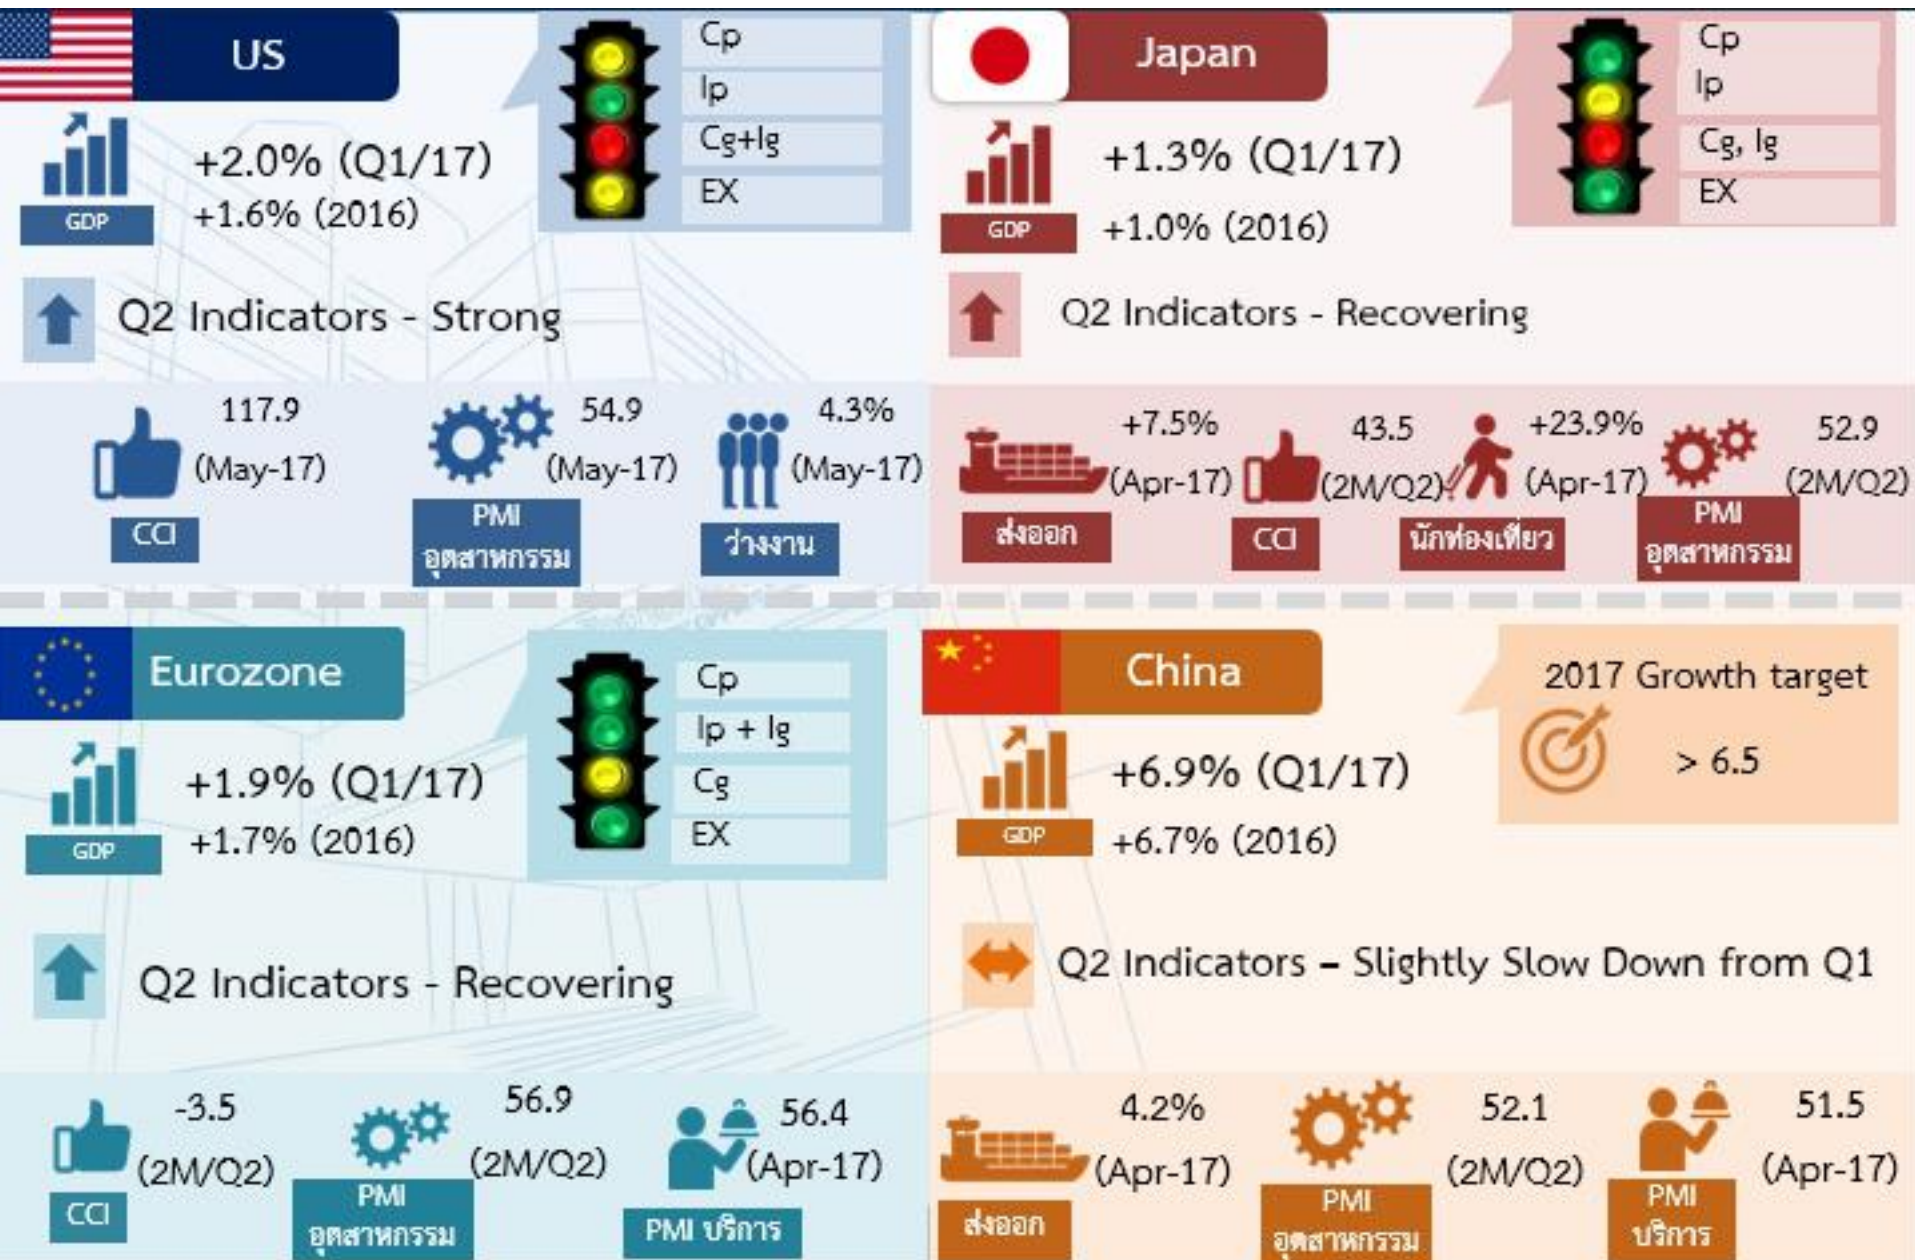 US
Cp
Ip
Cg+Ig
EX
+2.0% (Q1/17)
+1.6% (2016)
GDP
Q2 Indicators - Strong
117.9
(May-17)
CCI
54.9
(May-17)
PMI
อุตสาหกรรม
4.3%
(May-17)
ว่างงาน
Japan
Cp
Ip
Cg, Ig
EX
+1.3% (Q1/17)
+1.0% (2016)
GDP
Q2 Indicators - Recovering
+7.5%
(Apr-17)
ส่งออก
43.5
(2M/Q2)
CCI
+23.9%
(Apr-17)
นักท่องเที่ยว
52.9
(2M/Q2)
PMI
อุตสาหกรรม
Eurozone
Cp
Ip + Ig
Cg
EX
+1.9% (Q1/17)
+1.7% (2016)
GDP
Q2 Indicators - Recovering
-3.5
(2M/Q2)
CCI
56.9
(2M/Q2)
PMI
อุตสาหกรรม
56.4
(Apr-17)
PMI บริการ
China
2017 Growth target
> 6.5
+6.9% (Q1/17)
+6.7% (2016)
GDP
Q2 Indicators – Slightly Slow Down from Q1
4.2%
(Apr-17)
ส่งออก
52.1
(2M/Q2)
PMI
อุตสาหกรรม
51.5
(Apr-17)
PMI
บริการ